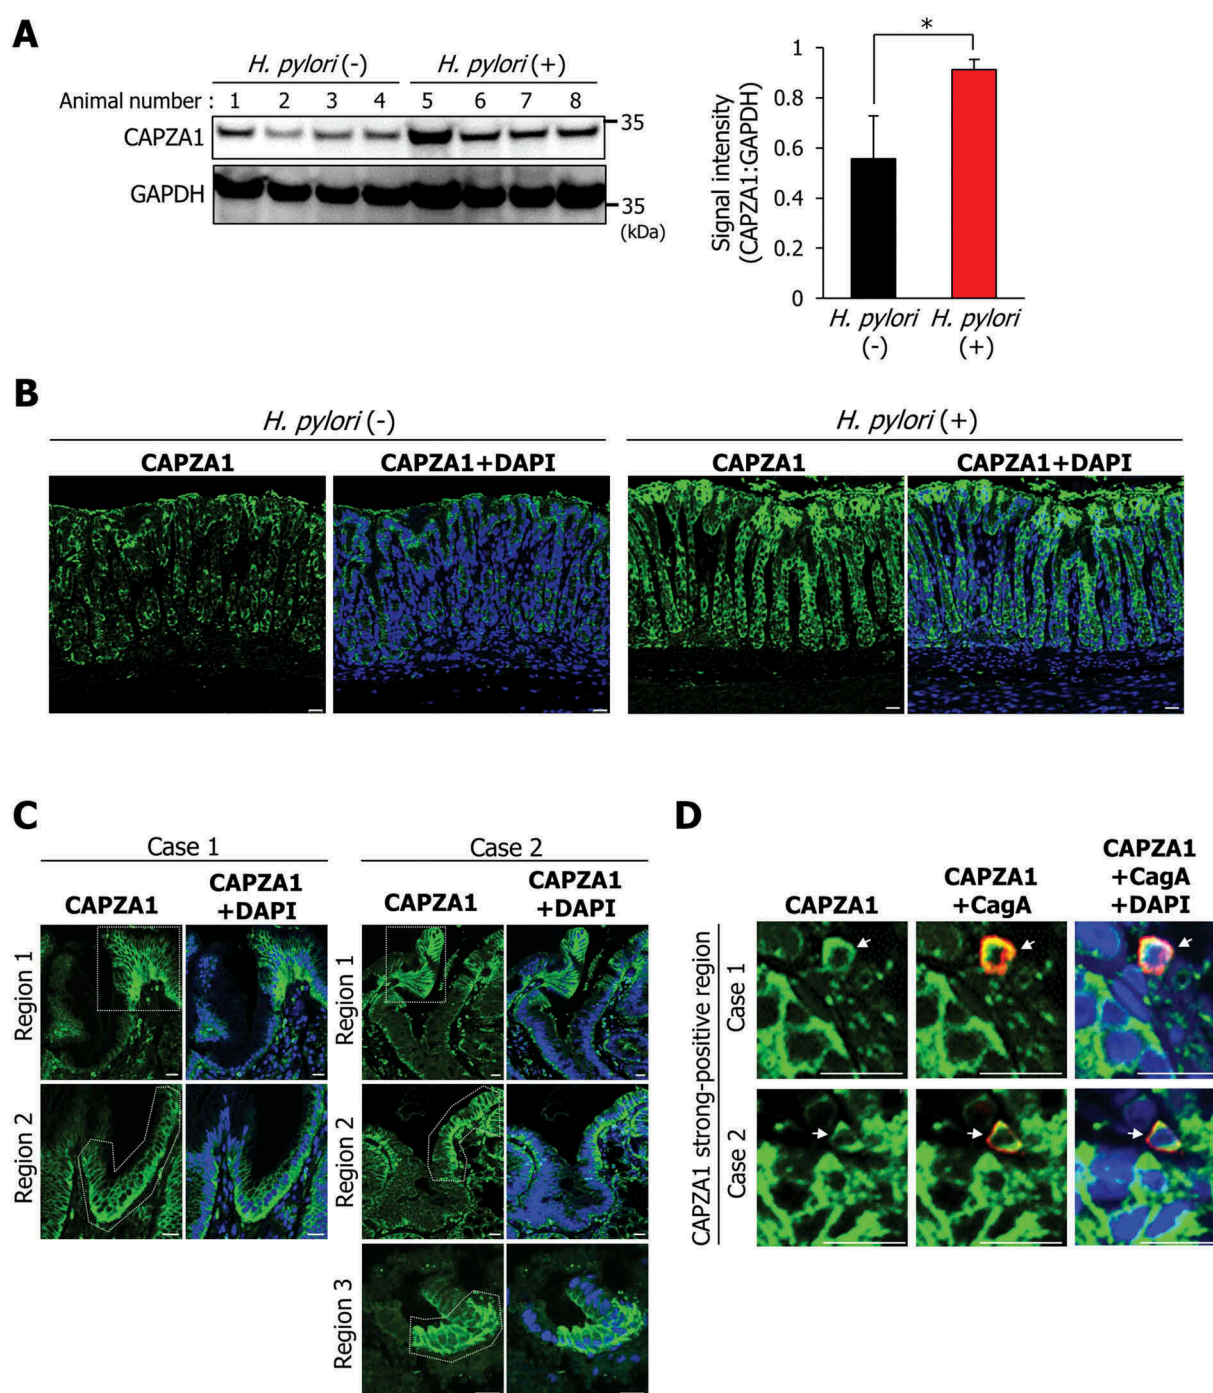 A
H. pylori (-)
H. pylori (+)
Animal number : 1 2 3 4 5 6 7 8
CAPZA1
35
GAPDH
35
(kDa)
*
Signal intensity
(CAPZA1:GAPDH)
1
0.8
0.6
0.4
0.2
0
H. pylori
(-)
H. pylori
(+)
B
H. pylori (-)
H. pylori (+)
CAPZA1
CAPZA1+DAPI
CAPZA1
CAPZA1+DAPI
C
Case 1
CAPZA1
CAPZA1
+DAPI
Region 1
Region 2
Case 2
CAPZA1
CAPZA1
+DAPI
Region 1
Region 2
Region 3
D
CAPZA1
CAPZA1
+CagA
CAPZA1
+CagA
+DAPI
CAPZA1 strong-positive region
Case 1
Case 2